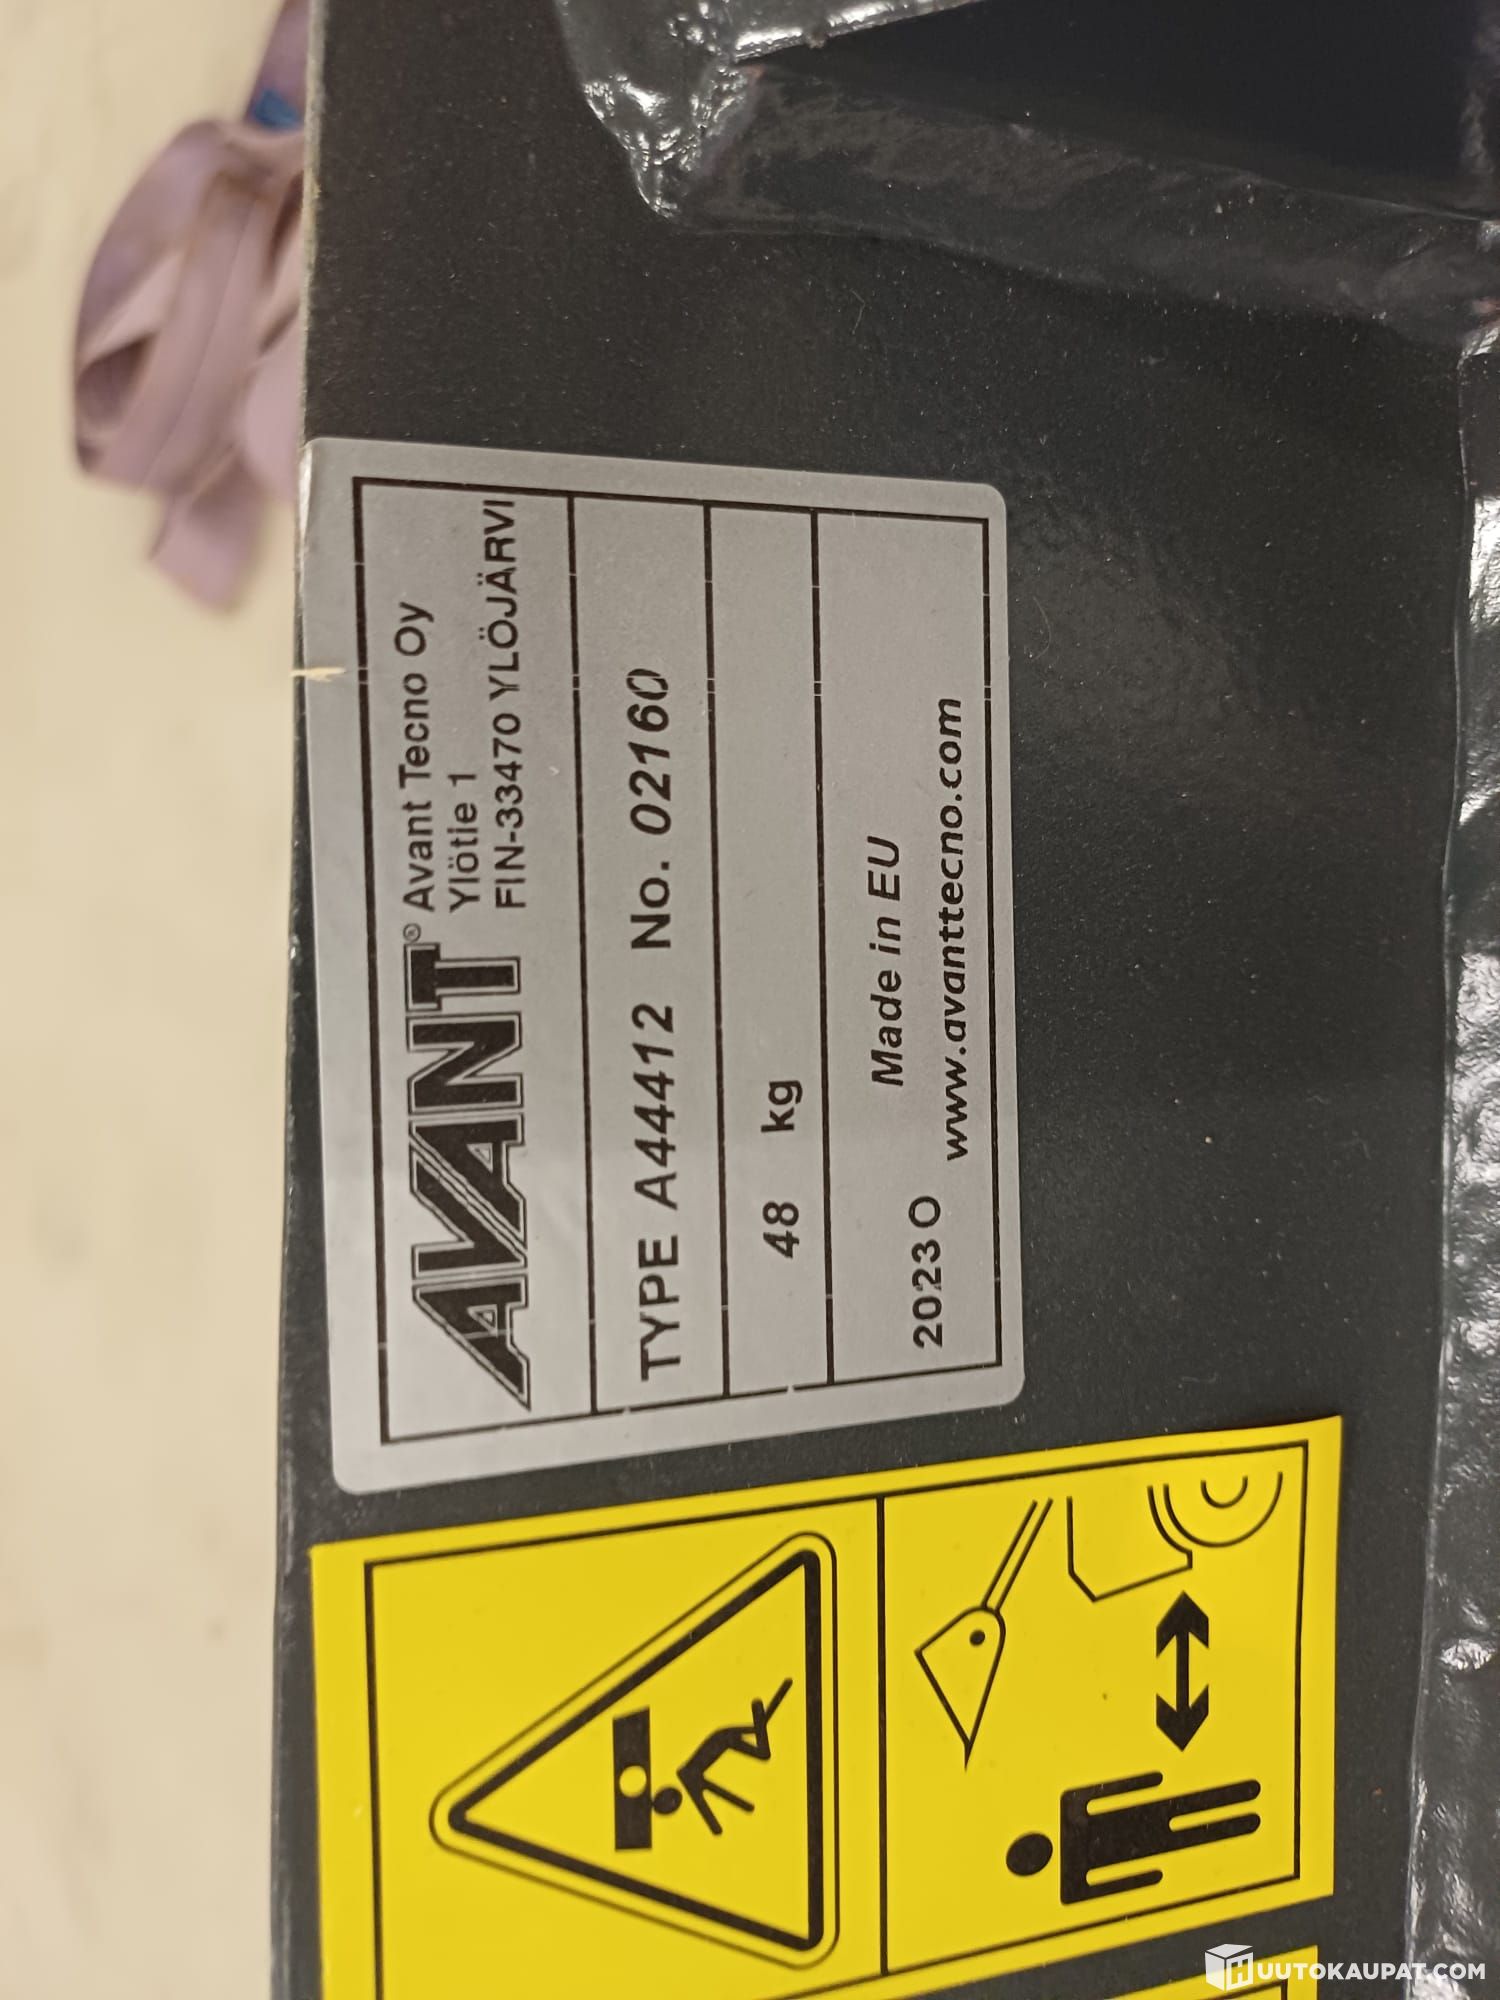 AVANT® Avant Tecno Oy
Ylötie 1
FIN-33470 YLÖJÄRVI
TYPE A44412 No. 02160
48 kg
Made in EU
2023 O www.avanttecno.com
HUUTOKAUPAT.COM